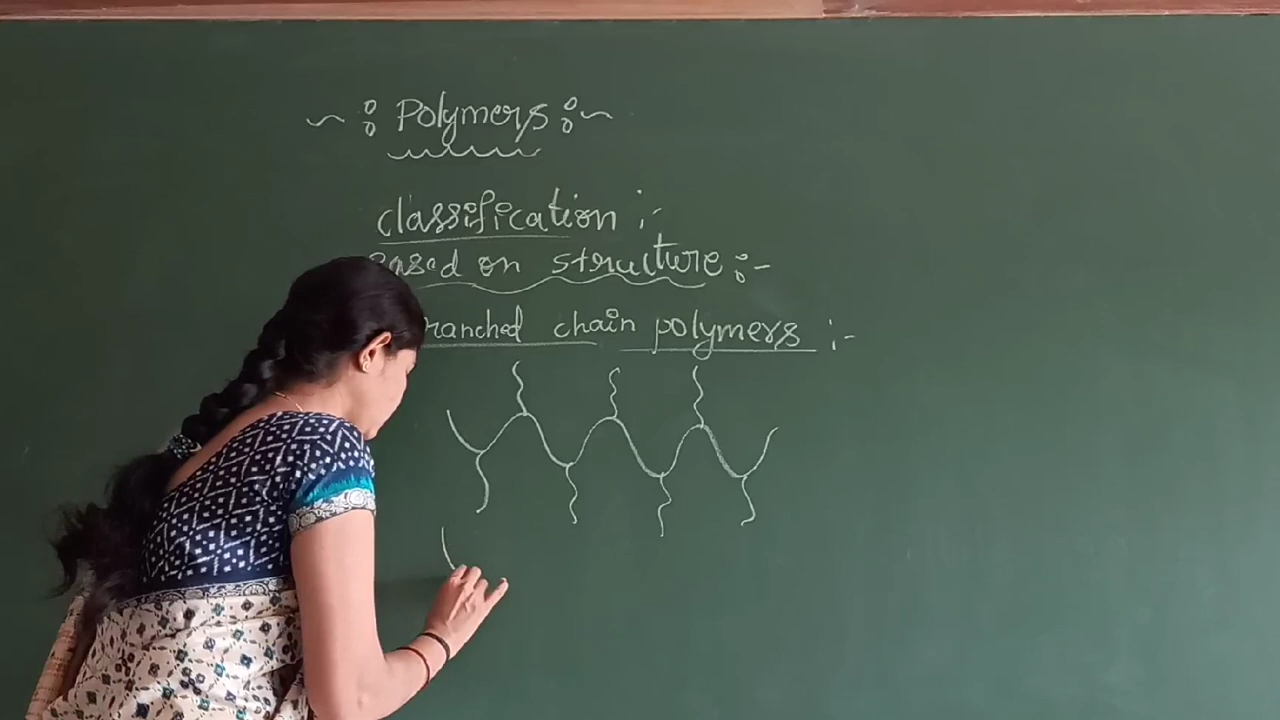 ~ : Polymers : ~
classification :-
Based on structure :-
Branched chain polymers :-